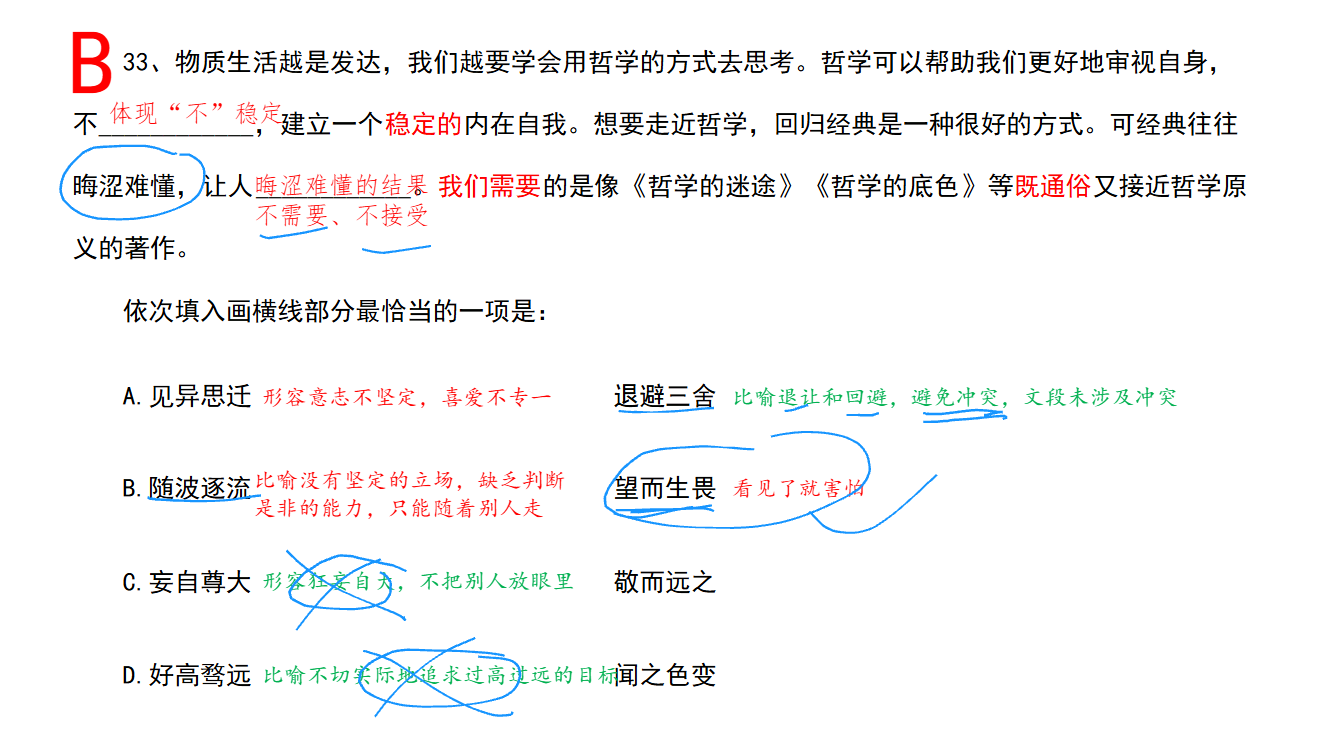 B 33、物质生活越是发达，我们越要学会用哲学的方式去思考。哲学可以帮助我们更好地审视自身，
体现“不”稳定
不____________，建立一个稳定的内在自我。想要走近哲学，回归经典是一种很好的方式。可经典往往
晦涩难懂，让人晦涩难懂的结果。我们需要的是像《哲学的迷途》《哲学的底色》等既通俗又接近哲学原
不需要、不接受
义的著作。
依次填入画横线部分最恰当的一项是：
A. 见异思迁 形容意志不坚定，喜爱不专一 退避三舍 比喻退让和回避，避免冲突，文段未涉及冲突
B. 随波逐流 比喻没有坚定的立场，缺乏判断 望而生畏 看见了就害怕
是非的能力，只能随着别人走
C. 妄自尊大 形容狂妄自大，不把别人放眼里 敬而远之
D. 好高骛远 比喻不切实际地追求过高过远的目标 闻之色变